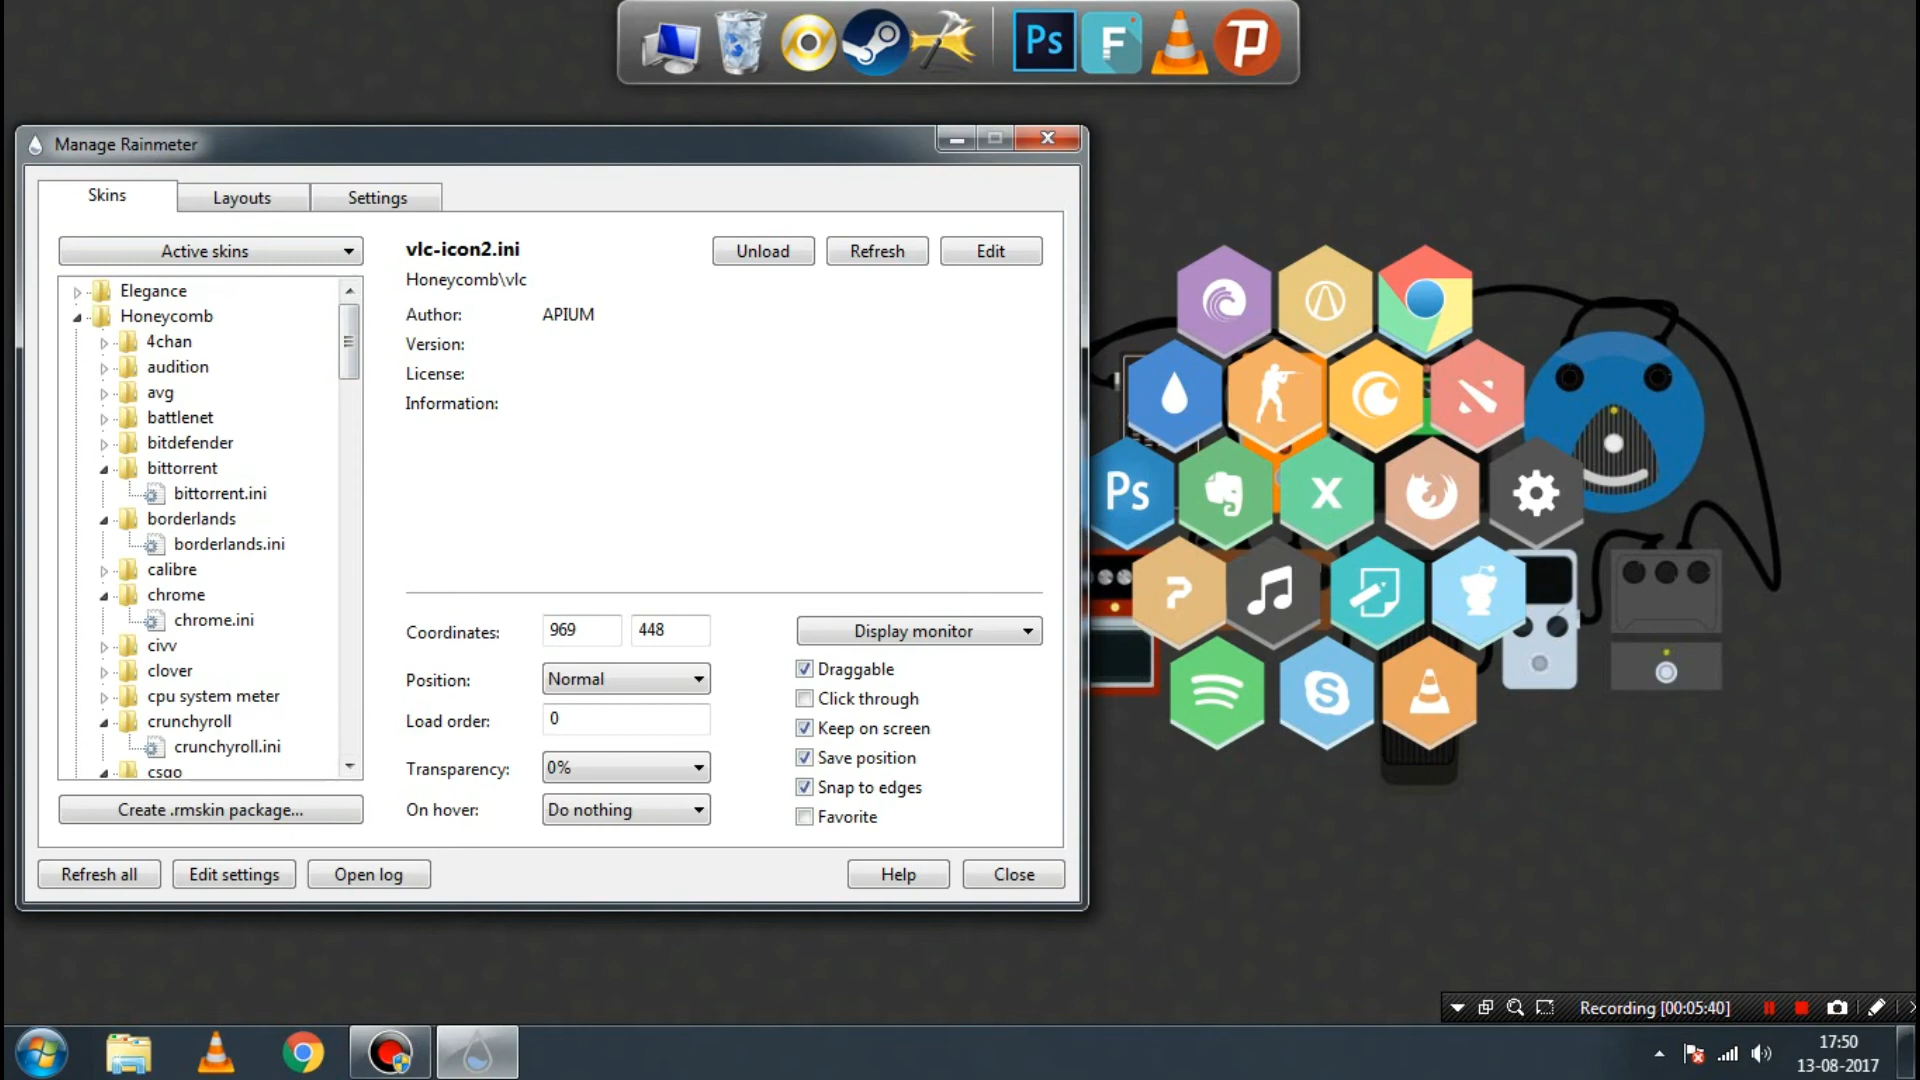 Ps
F
P
Manage Rainmeter
Skins
Layouts
Settings
Active skins
Elegance
Honeycomb
4chan
audition
avg
battlenet
bitdefender
bittorrent
bittorrent.ini
borderlands
borderlands.ini
calibre
chrome
chrome.ini
civv
clover
cpu system meter
crunchyroll
crunchyroll.ini
csgo
Create .rmskin package...
vlc-icon2.ini
Unload
Refresh
Edit
Honeycomb\vlc
Author: APIUM
Version:
License:
Information:
Coordinates: 969 448
Display monitor
Position: Normal
Load order: 0
Transparency: 0%
On hover: Do nothing
Draggable
Click through
Keep on screen
Save position
Snap to edges
Favorite
Refresh all
Edit settings
Open log
Help
Close
Ps
X
?
S
Recording [00:05:40]
17:50
13-08-2017